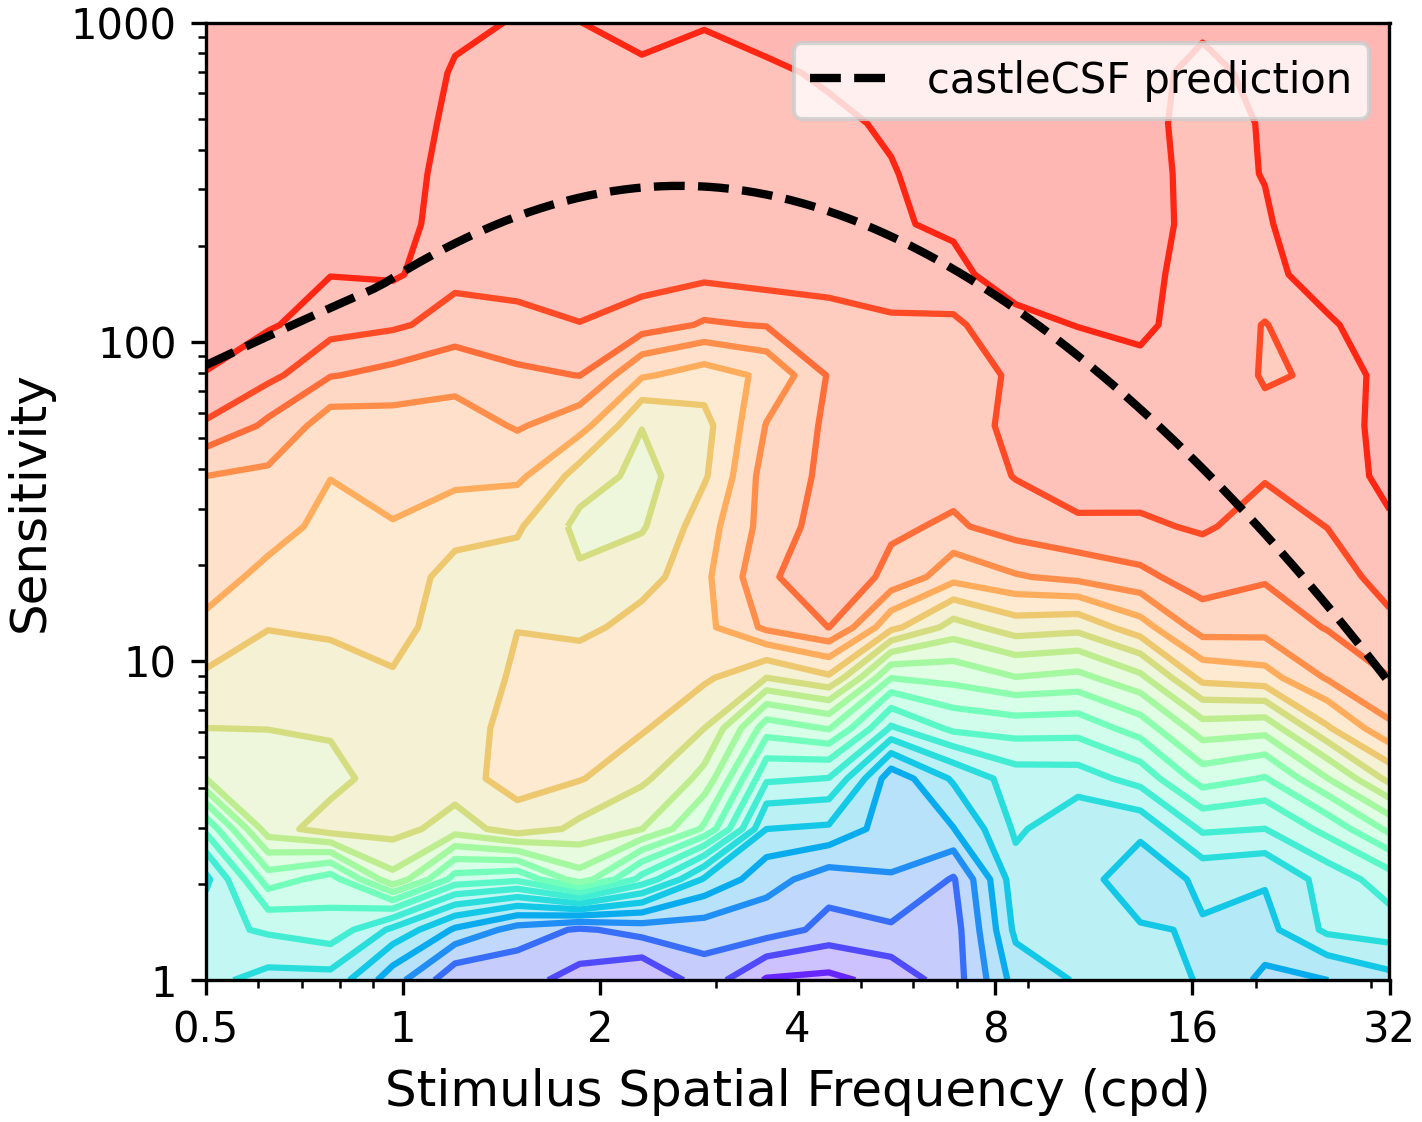 1000
castleCSF prediction
100
Sensitivity
10
1
0.5 1 2 4 8 16 32
Stimulus Spatial Frequency (cpd)